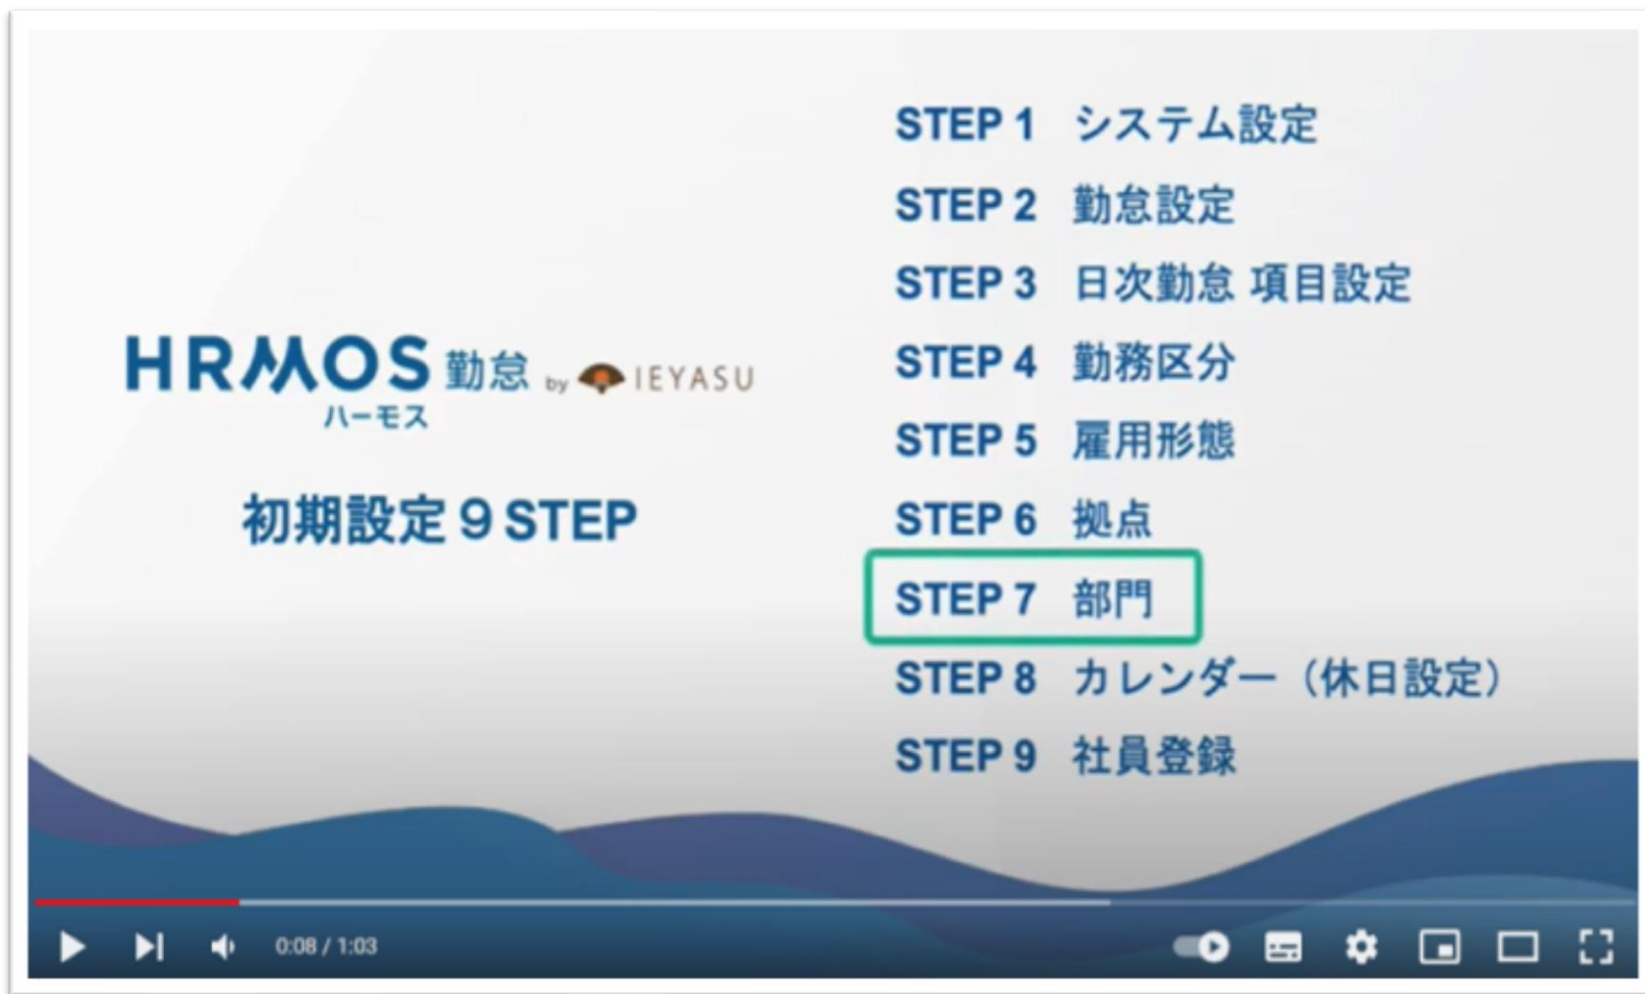 HRMOS 勤怠 by IEYASU
ハーモス
初期設定９STEP
STEP 1 システム設定
STEP 2 勤怠設定
STEP 3 日次勤怠 項目設定
STEP 4 勤務区分
STEP 5 雇用形態
STEP 6 拠点
STEP 7 部門
STEP 8 カレンダー（休日設定）
STEP 9 社員登録
0:08 / 1:03